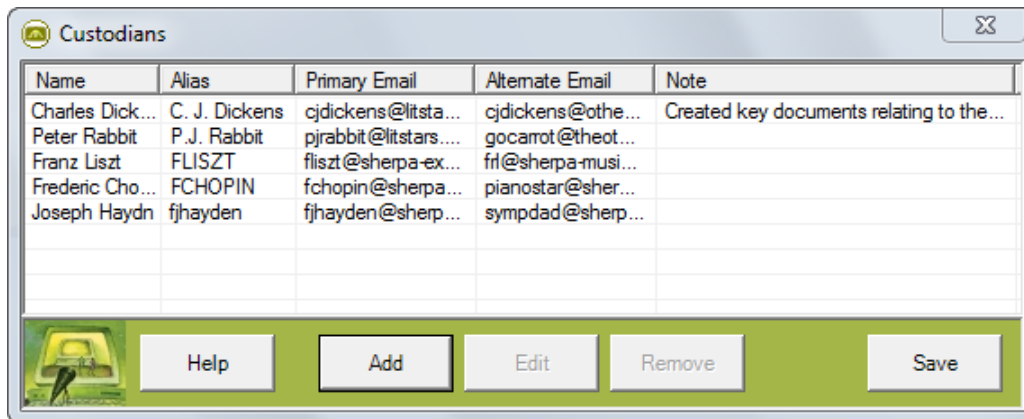 Custodians
Name Alias Primary Email Alternate Email Note
Charles Dick... C. J. Dickens cjdickens@litsta... cjdickens@othe... Created key documents relating to the...
Peter Rabbit P.J. Rabbit pjrabbit@litstars.... gocarrot@theot...
Franz Liszt FLISZT fliszt@sherpa-ex... frl@sherpa-musi...
Frederic Cho... FCHOPIN fchopin@sherpa... pianostar@sher...
Joseph Haydn fjhayden fjhayden@sherp... sympdad@sherp...
Help Add Edit Remove Save